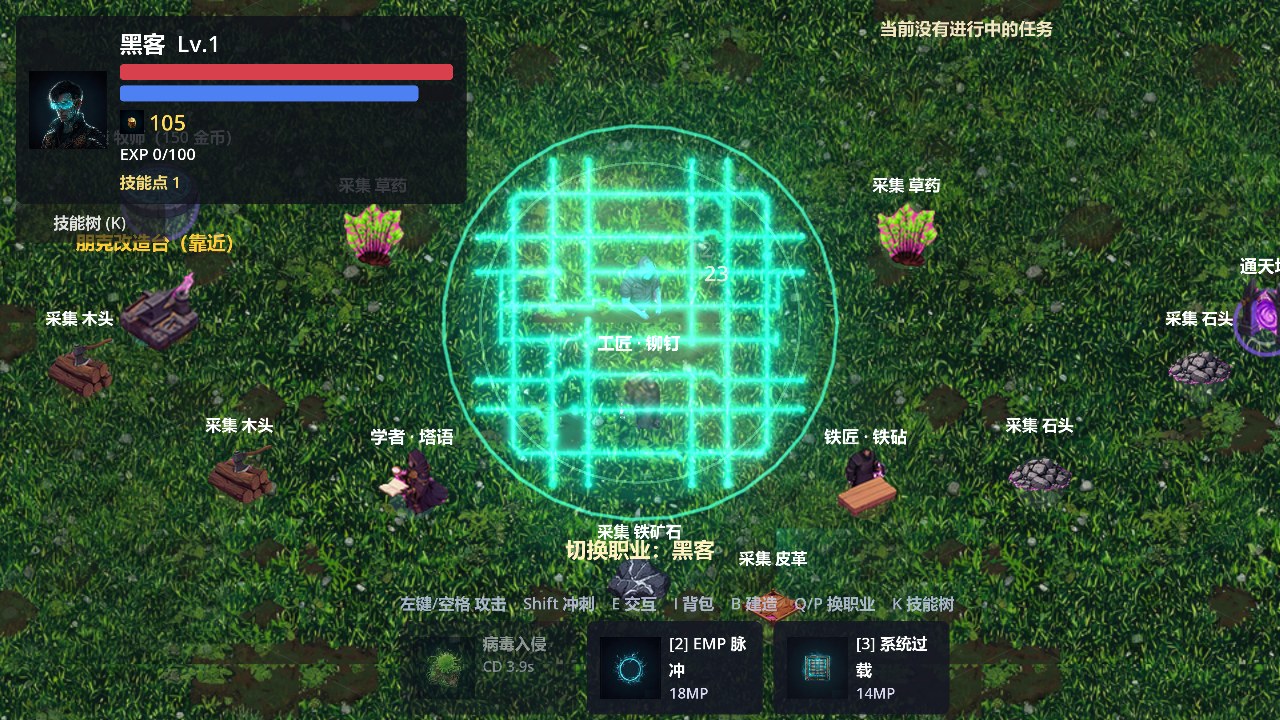 黑客 Lv.1
当前没有进行中的任务
105
牧师（150 金币）
EXP 0/100
技能点 1
采集 草药
采集 草药
技能树 (K)
朋克改造台（靠近）
通天塔
23
采集 木头
采集 石头
工匠 · 铆钉
采集 木头
学者 · 塔语
铁匠 · 铁砧
采集 石头
采集 铁矿石
切换职业：黑客
采集 皮革
左键/空格 攻击 Shift 冲刺 E 交互 I 背包 B 建造 Q/P 换职业 K 技能树
病毒入侵
CD 3.9s
[2] EMP 脉
冲
18MP
[3] 系统过
载
14MP